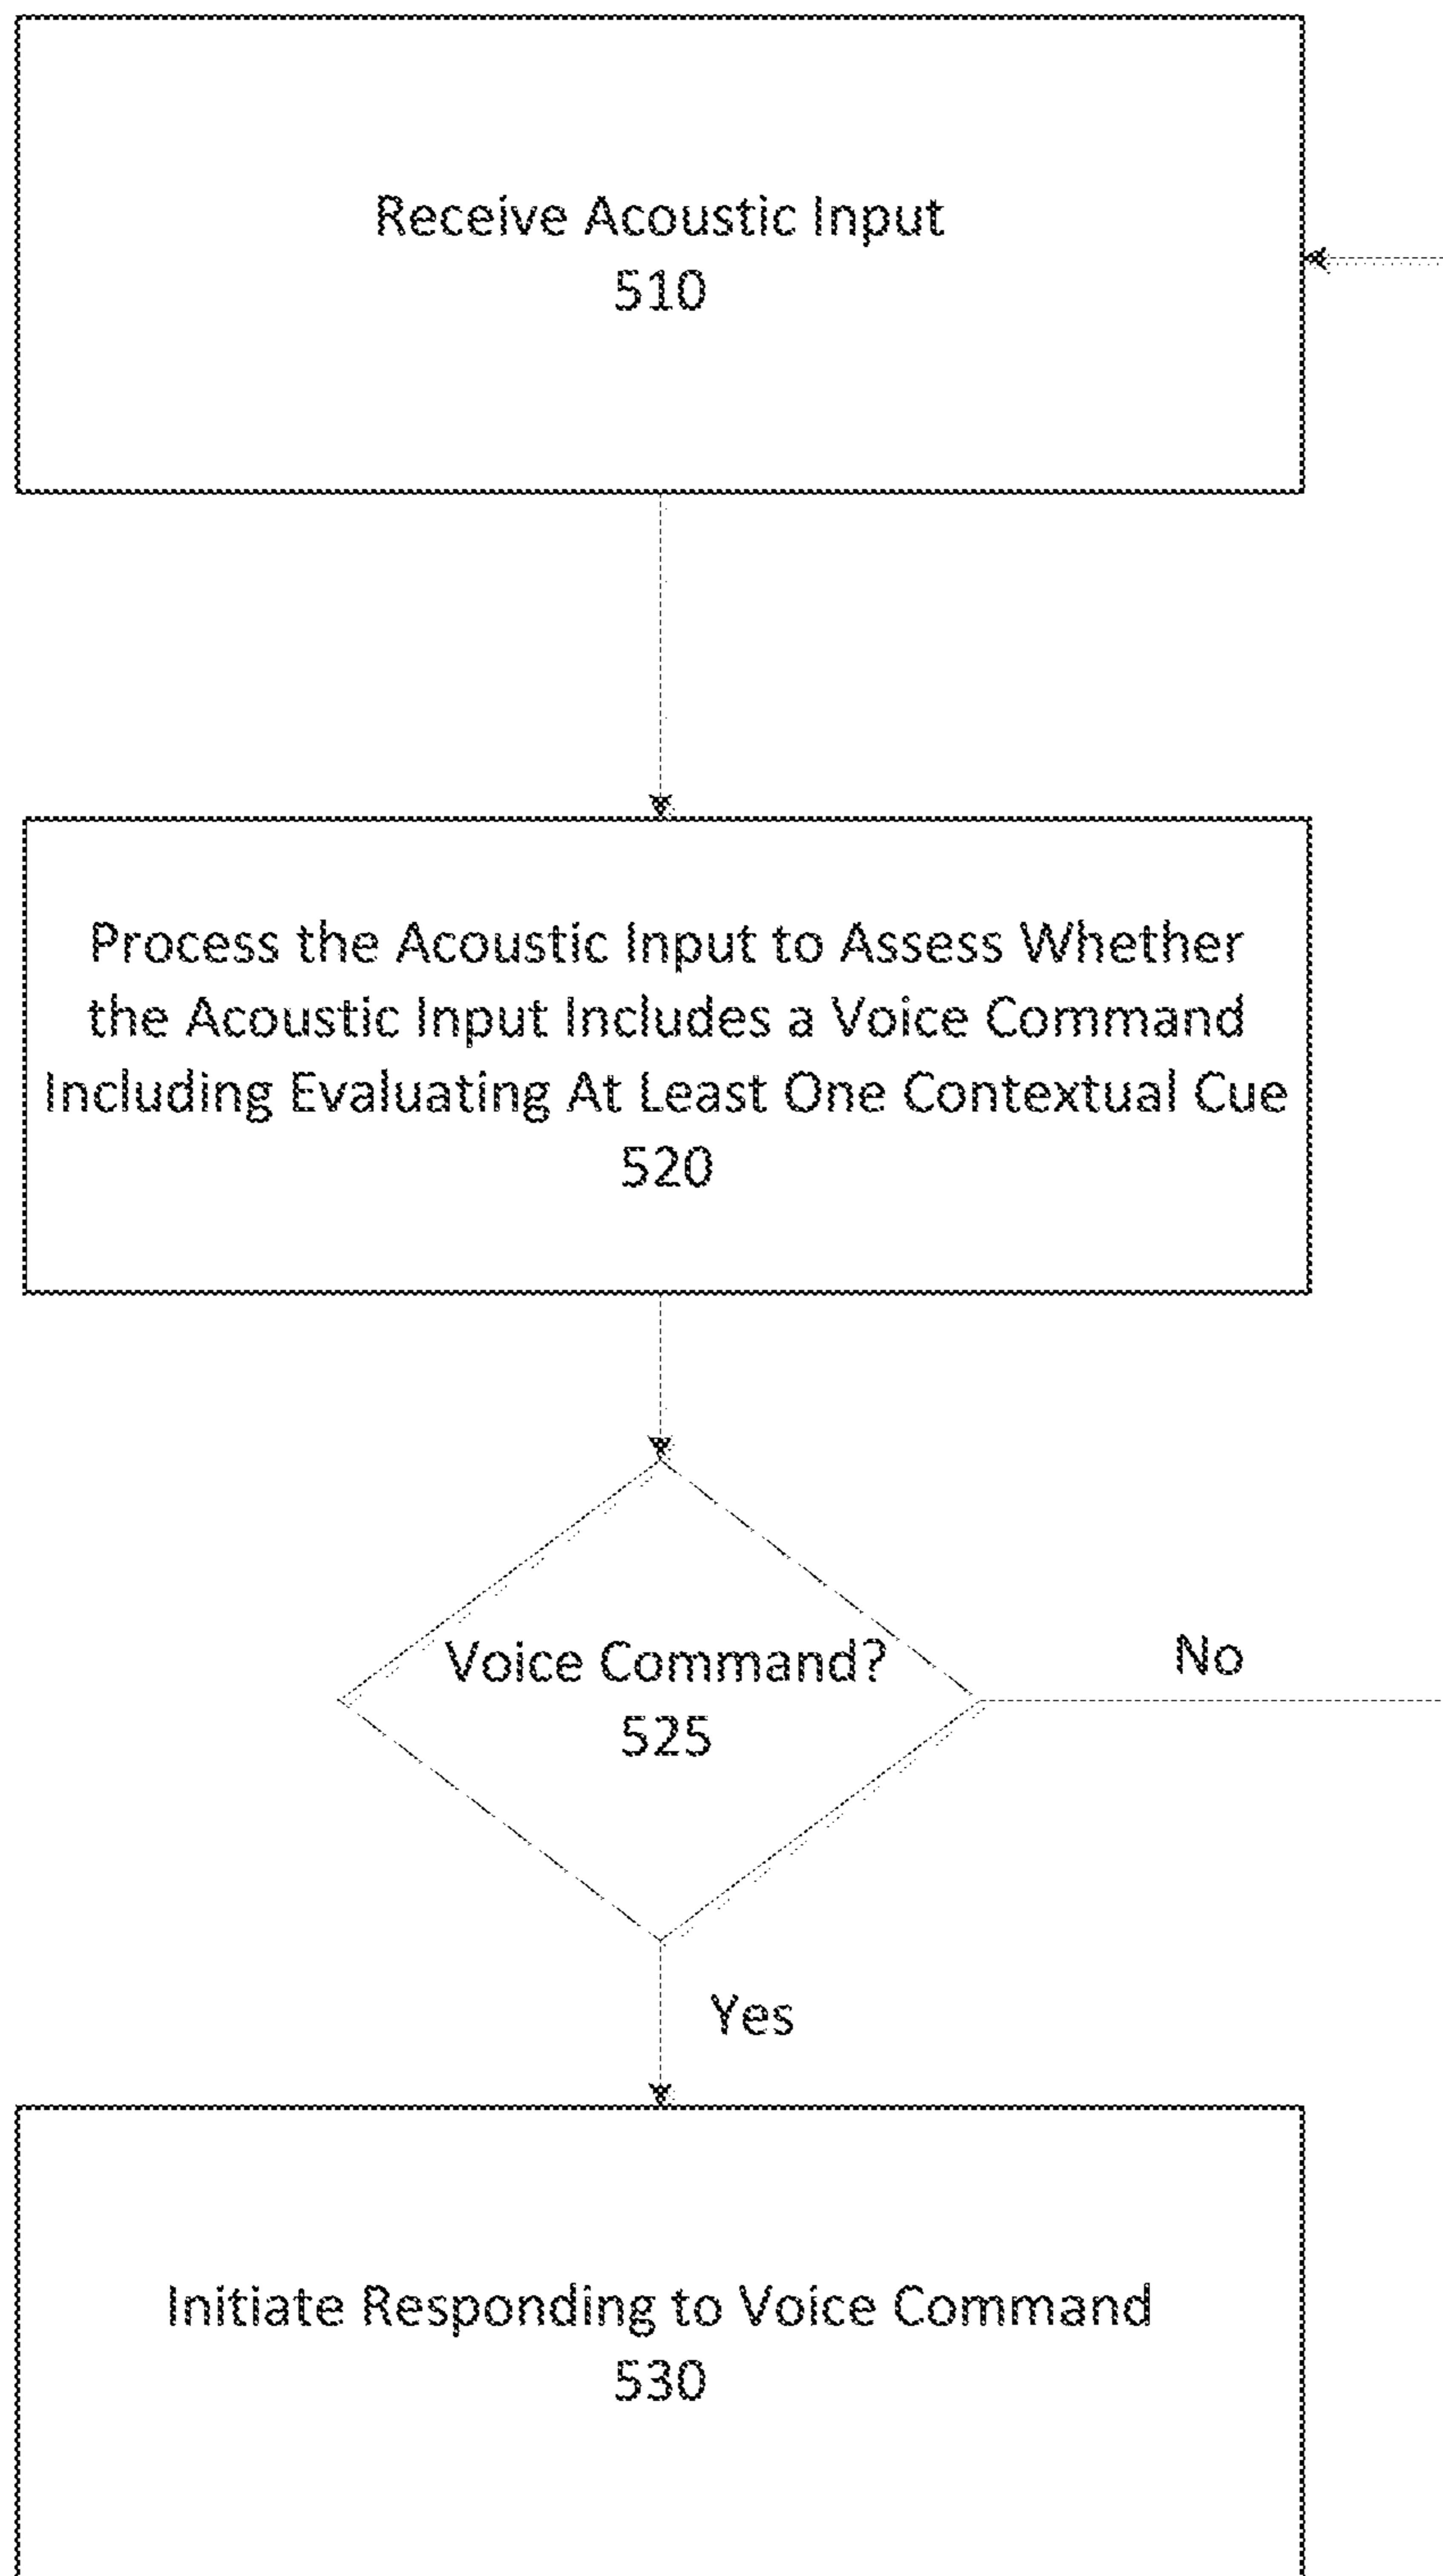 Receive Acoustic Input
510
Process the Acoustic Input to Assess Whether
the Acoustic Input Includes a Voice Command
Including Evaluating At Least One Contextual Cue
520
Voice Command?
525
No
Yes
Initiate Responding to Voice Command
530